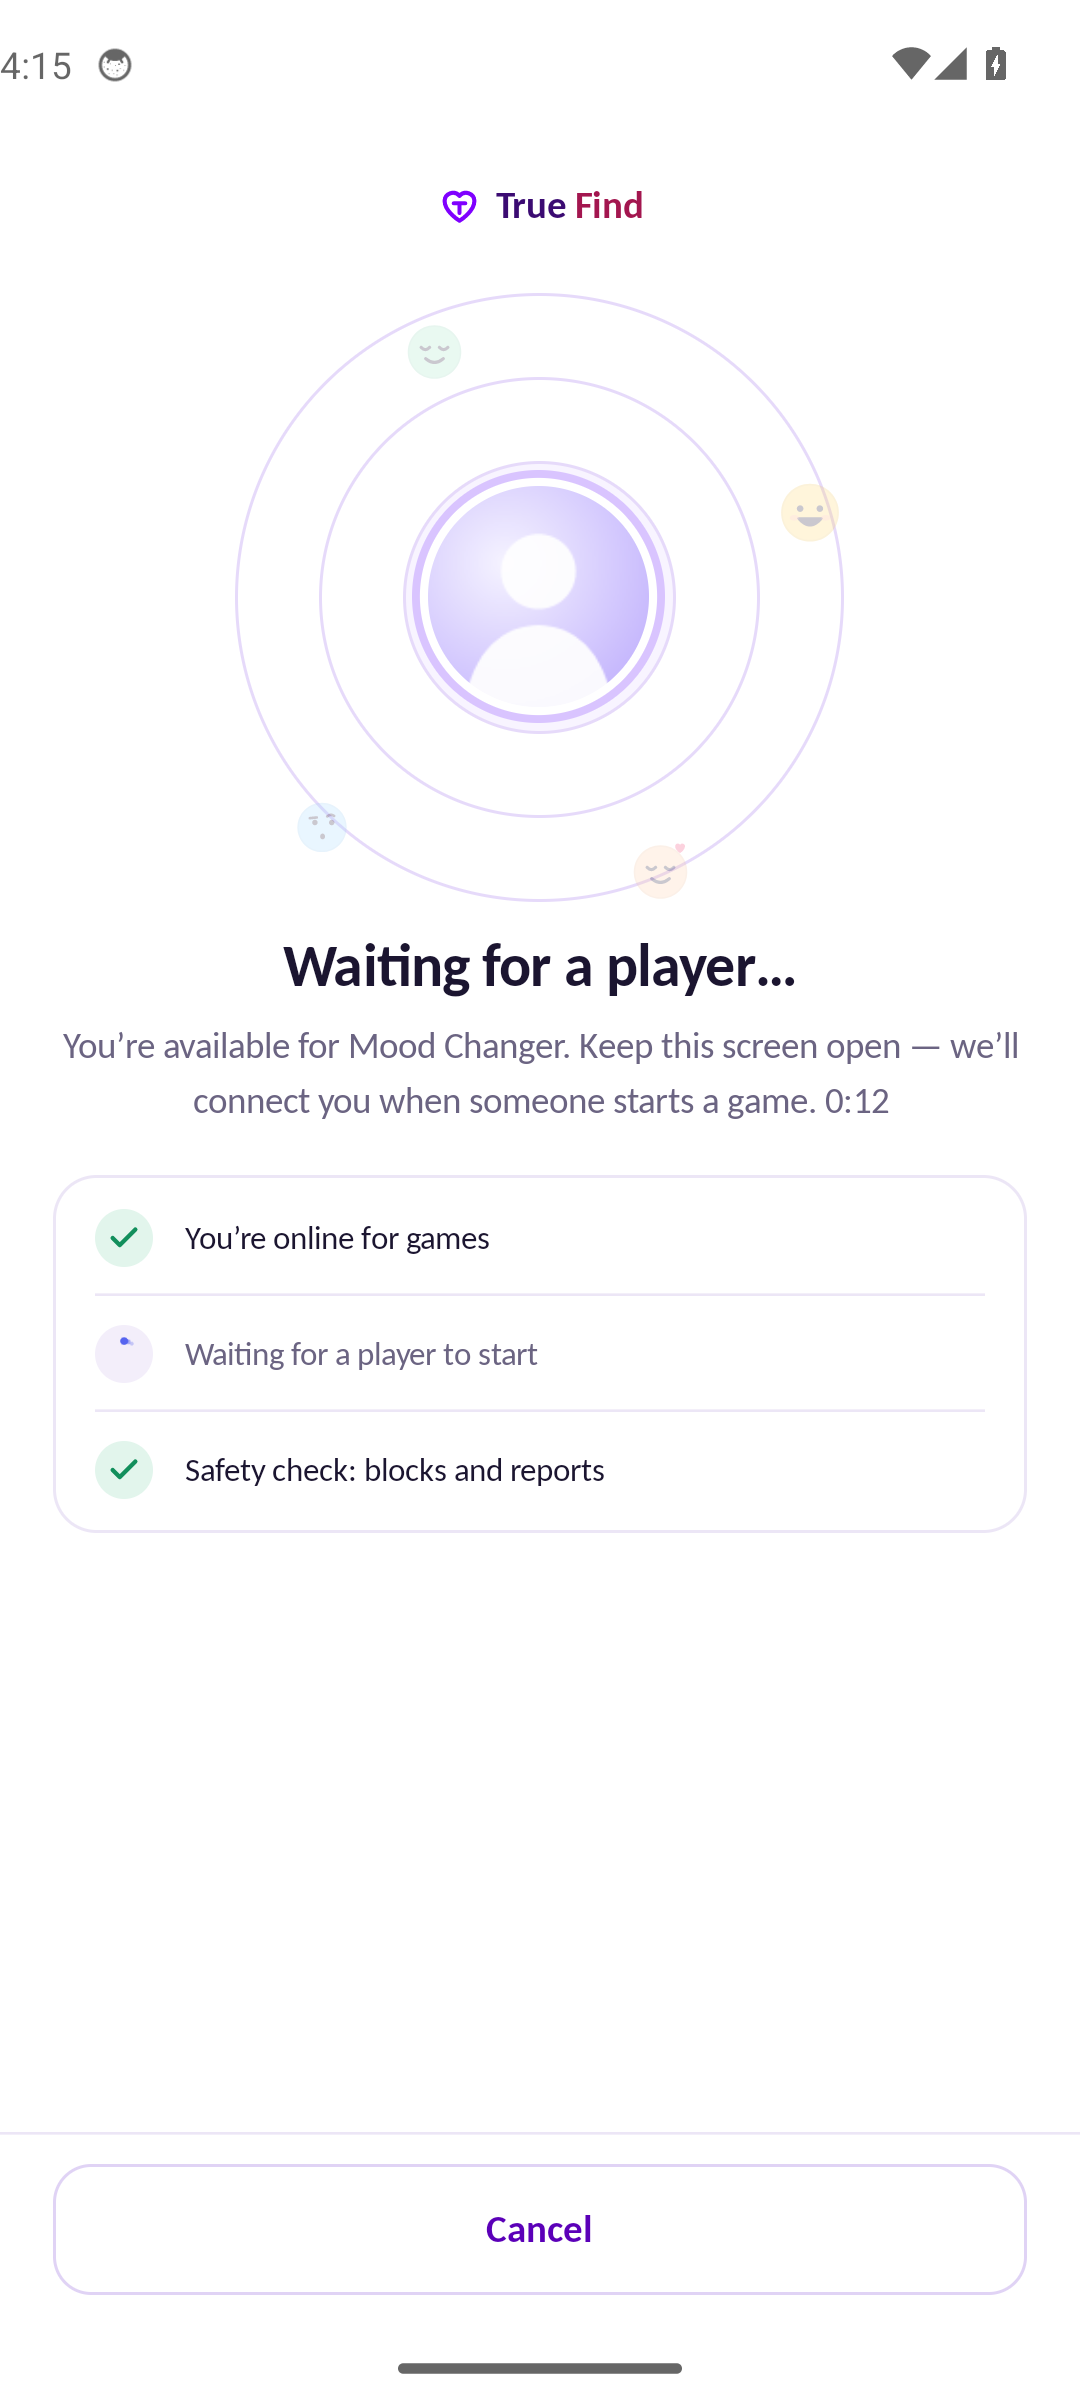 4:15
True Find
Waiting for a player...
You’re available for Mood Changer. Keep this screen open — we’ll
connect you when someone starts a game. 0:12
You’re online for games
Waiting for a player to start
Safety check: blocks and reports
Cancel